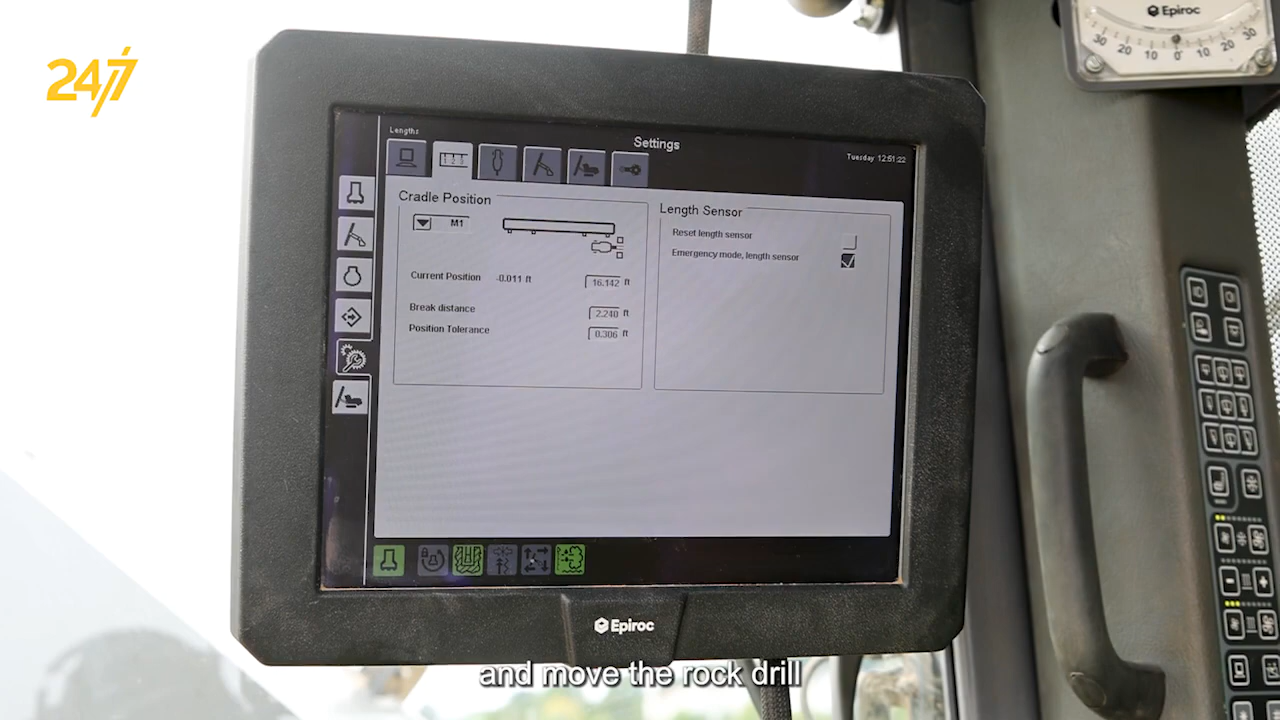 24/7
Epiroc
30 20 10 0 10 20 30
Lengths
Settings
Tuesday 12:51:22
Cradle Position
M1
Current Position -0.011 ft 16.142 ft
Break distance 2.240 ft
Position Tolerance 0.306 ft
Length Sensor
Reset length sensor
Emergency mode, length sensor
Epiroc
and move the rock drill